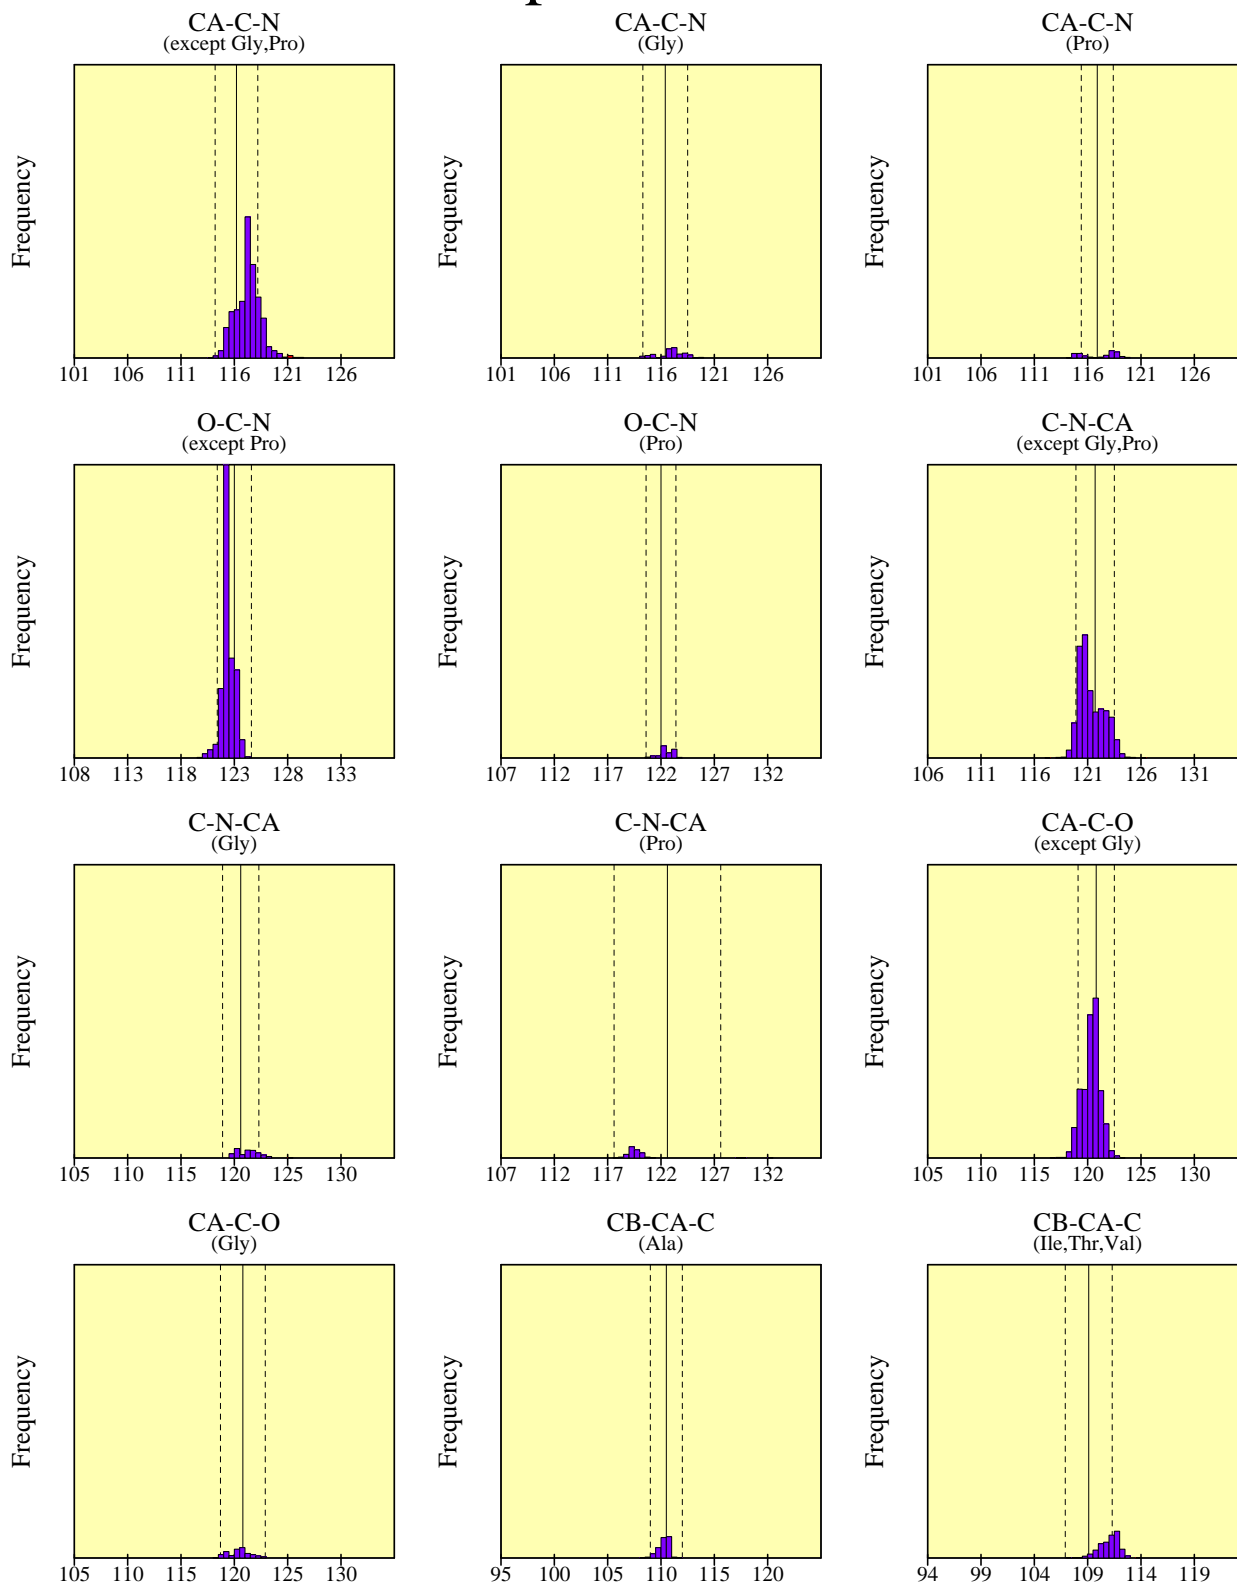 CA-C-N CA-C-N CA-C-N
(except Gly,Pro) (Gly) (Pro)
Frequency Frequency Frequency
101 106 111 116 121 126 101 106 111 116 121 126 101 106 111 116 121 126
O-C-N O-C-N C-N-CA
(except Pro) (Pro) (except Gly,Pro)
Frequency Frequency Frequency
108 113 118 123 128 133 107 112 117 122 127 132 106 111 116 121 126 131
C-N-CA C-N-CA CA-C-O
(Gly) (Pro) (except Gly)
Frequency Frequency Frequency
105 110 115 120 125 130 107 112 117 122 127 132 105 110 115 120 125 130
CA-C-O CB-CA-C CB-CA-C
(Gly) (Ala) (Ile,Thr,Val)
Frequency Frequency Frequency
105 110 115 120 125 130 95 100 105 110 115 120 94 99 104 109 114 119